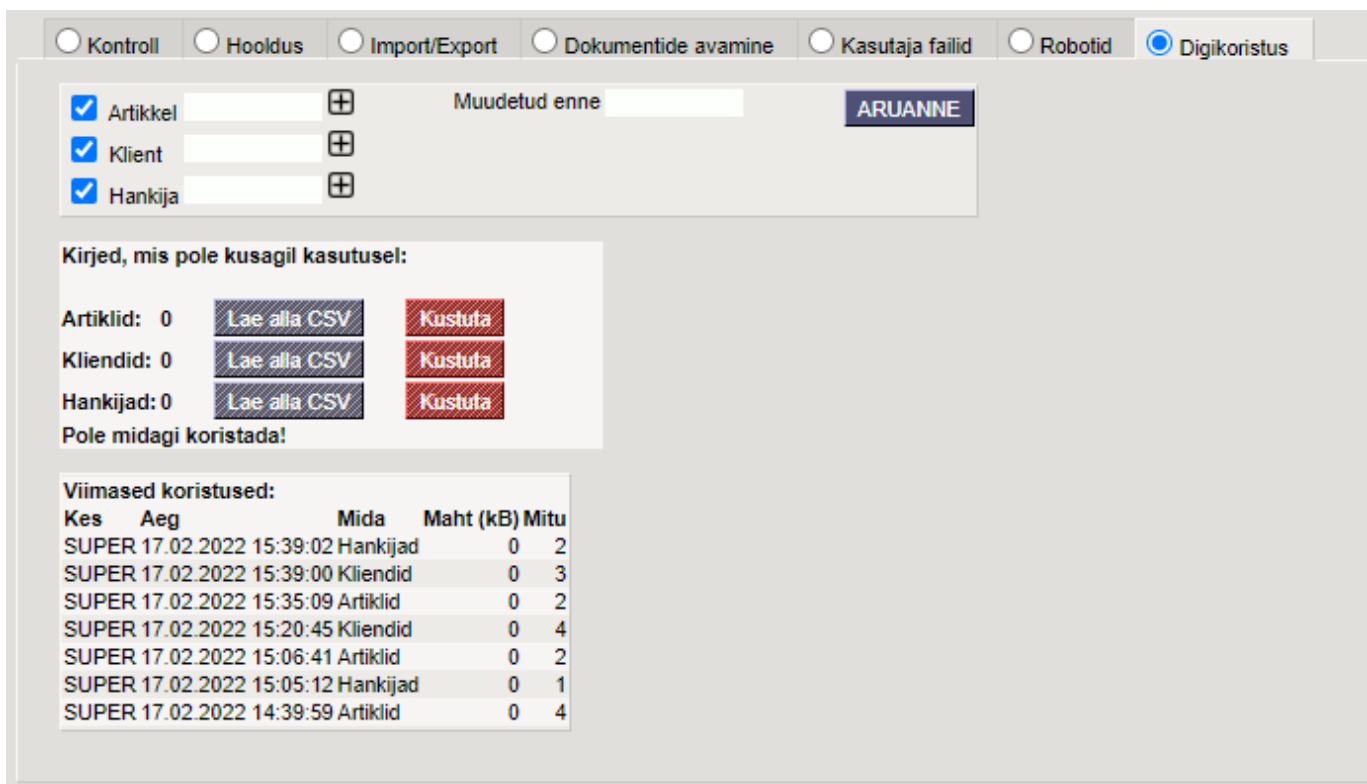 Kontroll Hooldus Import/Export Dokumentide avamine Kasutaja failid Robotid Digikoristus
Artikkel Muudetud enne ARUANNE
Klient
Hankija
Kirjed, mis pole kusagil kasutusel:
Artiklid: 0 Lae alla CSV Kustuta
Kliendid: 0 Lae alla CSV Kustuta
Hankijad: 0 Lae alla CSV Kustuta
Pole midagi koristada!
Viimased koristused:
Kes Aeg Mida Maht (kB) Mitu
SUPER 17.02.2022 15:39:02 Hankijad 0 2
SUPER 17.02.2022 15:39:00 Kliendid 0 3
SUPER 17.02.2022 15:35:09 Artiklid 0 2
SUPER 17.02.2022 15:20:45 Kliendid 0 4
SUPER 17.02.2022 15:06:41 Artiklid 0 2
SUPER 17.02.2022 15:05:12 Hankijad 0 1
SUPER 17.02.2022 14:39:59 Artiklid 0 4